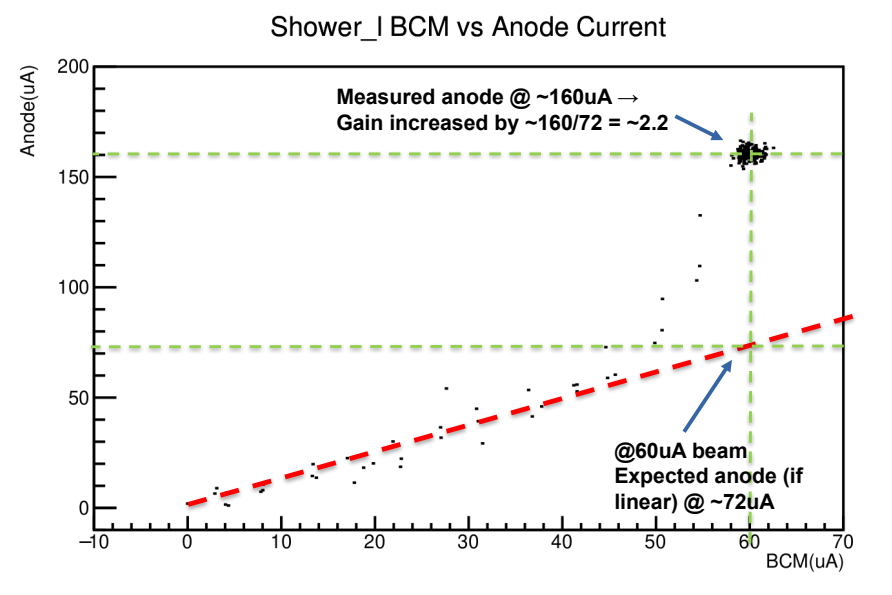 Shower_I BCM vs Anode Current
Anode(uA)
200
150
100
50
0
Measured anode @ ~160uA →
Gain increased by ~160/72 = ~2.2
@60uA beam
Expected anode (if
linear) @ ~72uA
−10 0 10 20 30 40 50 60 70
BCM(uA)